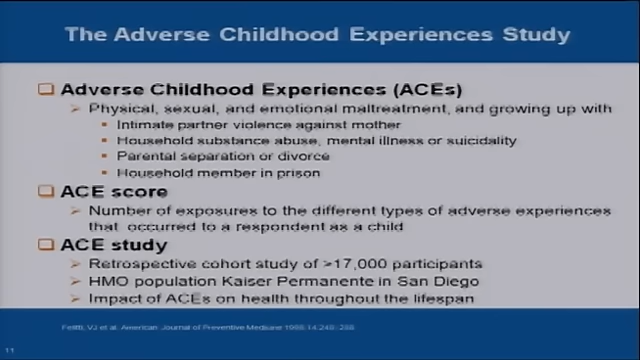 The Adverse Childhood Experiences Study
Adverse Childhood Experiences (ACEs)
Physical, sexual, and emotional maltreatment, and growing up with
Intimate partner violence against mother
Household substance abuse, mental illness or suicidality
Parental separation or divorce
Household member in prison
ACE score
Number of exposures to the different types of adverse experiences
that occurred to a respondent as a child
ACE study
Retrospective cohort study of >17,000 participants
HMO population Kaiser Permanente in San Diego
Impact of ACEs on health throughout the lifespan
Felitti, VJ et al. American Journal of Preventive Medicine 1998;14:245-258
11